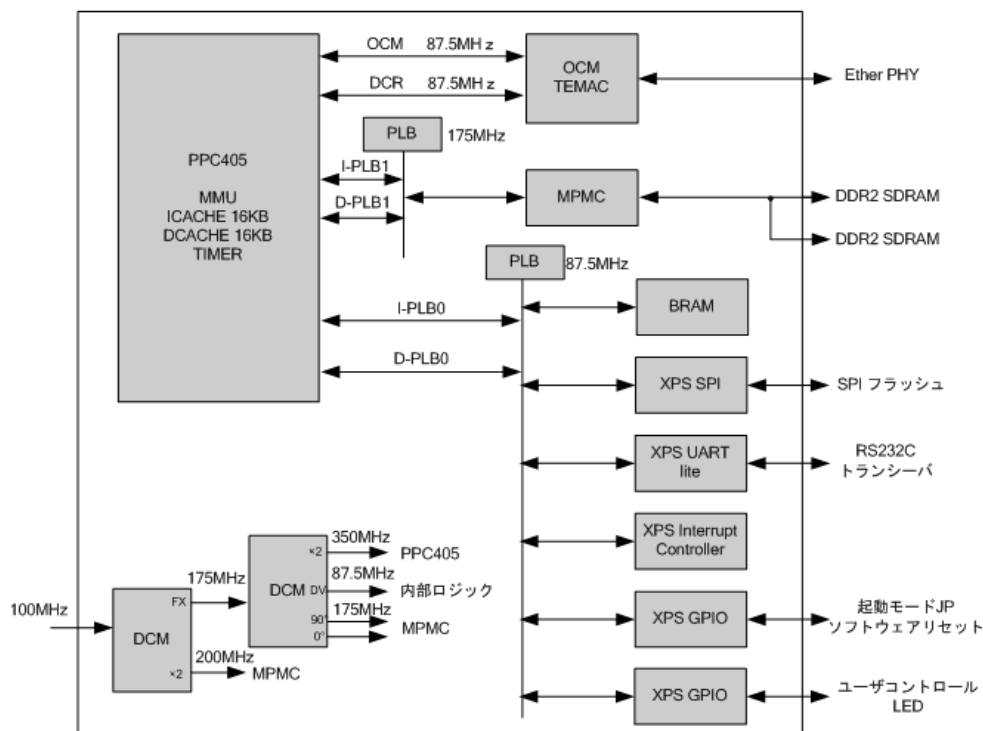 OCM 87.5MHz
DCR 87.5MHz
OCM
TEMAC
Ether PHY
PLB
175MHz
PPC405
MMU
ICACHE 16KB
DCACHE 16KB
TIMER
I-PLB1
D-PLB1
MPMC
DDR2 SDRAM
DDR2 SDRAM
PLB
87.5MHz
I-PLB0
D-PLB0
BRAM
XPS SPI
SPI フラッシュ
XPS UART
lite
RS232C
トランシーバ
XPS Interrupt
Controller
XPS GPIO
起動モードJP
ソフトウェアリセット
XPS GPIO
ユーザコントロール
LED
100MHz
DCM
FX
×2
175MHz
200MHz
MPMC
DCM
×2
DV
90°
0°
350MHz
PPC405
87.5MHz
内部ロジック
175MHz
MPMC